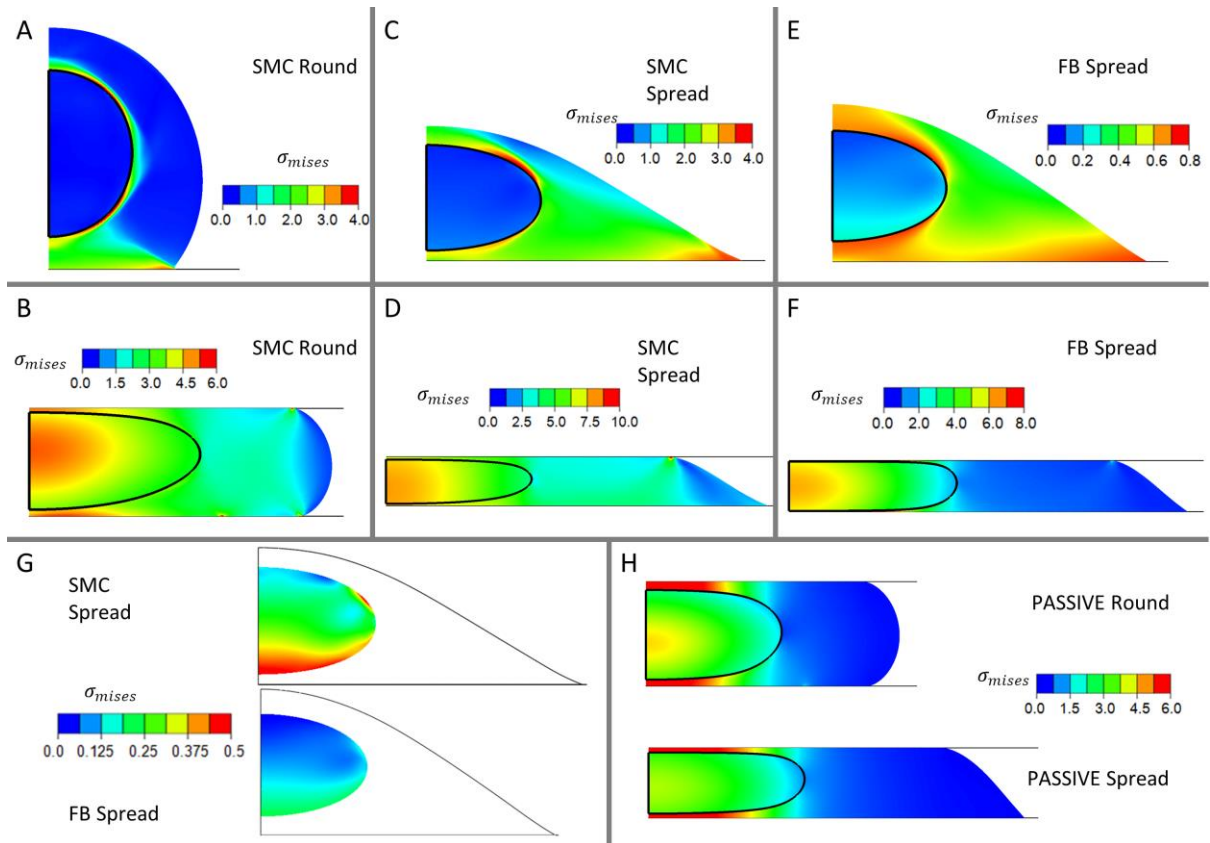 A
SMC Round
σmises
0.0 1.0 2.0 3.0 4.0
C
SMC
Spread
σmises
0.0 1.0 2.0 3.0 4.0
E
FB Spread
σmises
0.0 0.2 0.4 0.6 0.8
B
SMC Round
σmises
0.0 1.5 3.0 4.5 6.0
D
SMC
Spread
σmises
0.0 2.5 5.0 7.5 10.0
F
FB Spread
σmises
0.0 2.0 4.0 6.0 8.0
G
SMC
Spread
σmises
0.0 0.125 0.25 0.375 0.5
FB Spread
H
PASSIVE Round
σmises
0.0 1.5 3.0 4.5 6.0
PASSIVE Spread